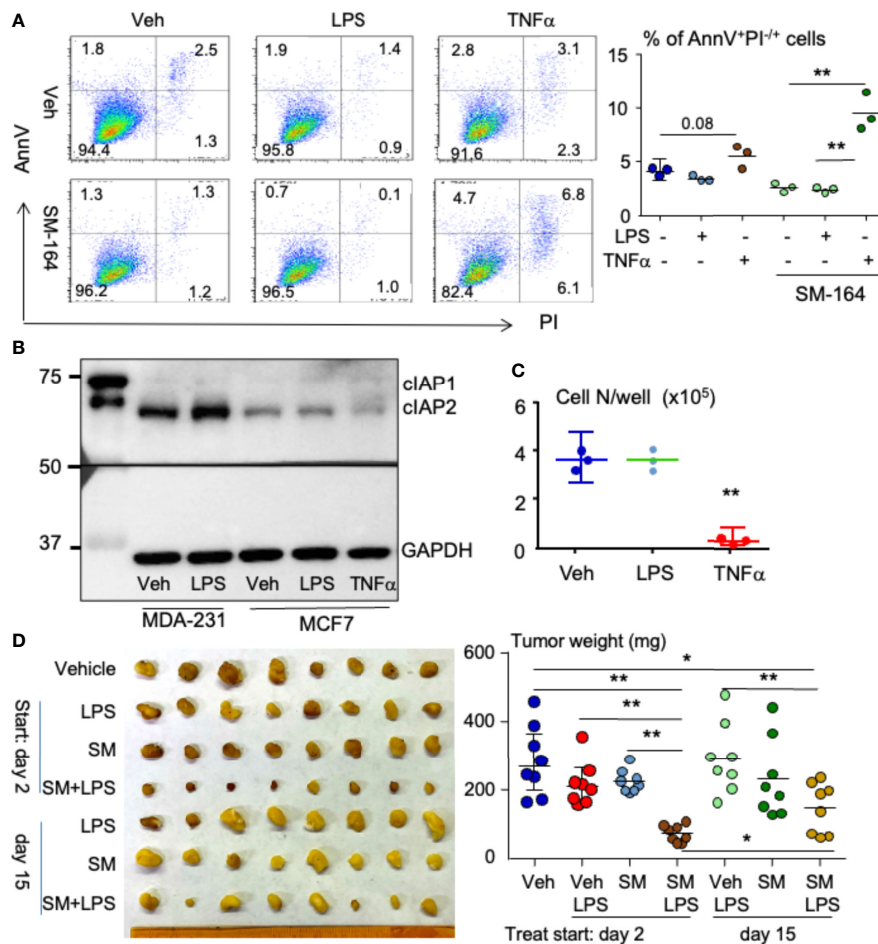 A
Veh
LPS
TNFα
% of AnnV+PI-/+ cells
1.8
2.5
1.9
1.4
2.8
3.1
Veh
94.4
1.3
95.8
0.9
91.6
2.3
1.3
1.3
0.7
0.1
4.7
6.8
SM-164
96.2
1.2
96.5
1.0
82.4
6.1
AnnV
PI
15
10
5
0
0.08
**
**
LPS - + - - + -
TNFα - - + - - +
SM-164
B
75
50
37
cIAP1
cIAP2
GAPDH
Veh LPS Veh LPS TNFα
MDA-231 MCF7
C
Cell N/well (x10⁵)
6
4
2
0
**
Veh LPS TNFα
D
Vehicle
Start: day 2
LPS
SM
SM+LPS
day 15
LPS
SM
SM+LPS
Tumor weight (mg)
600
400
200
0
*
**
**
**
**
*
Veh Veh SM SM Veh SM SM
LPS LPS LPS LPS
Treat start: day 2 day 15